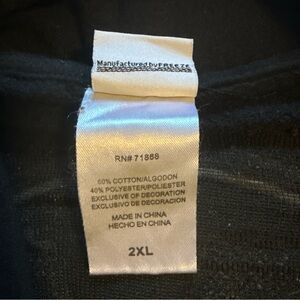 Manufactured by FREEZE
RN# 71868
60% COTTON/ALGODON
40% POLYESTER/POLIESTER
EXCLUSIVE OF DECORATION
EXCLUSIVO DE DECORACION
MADE IN CHINA
HECHO EN CHINA
2XL